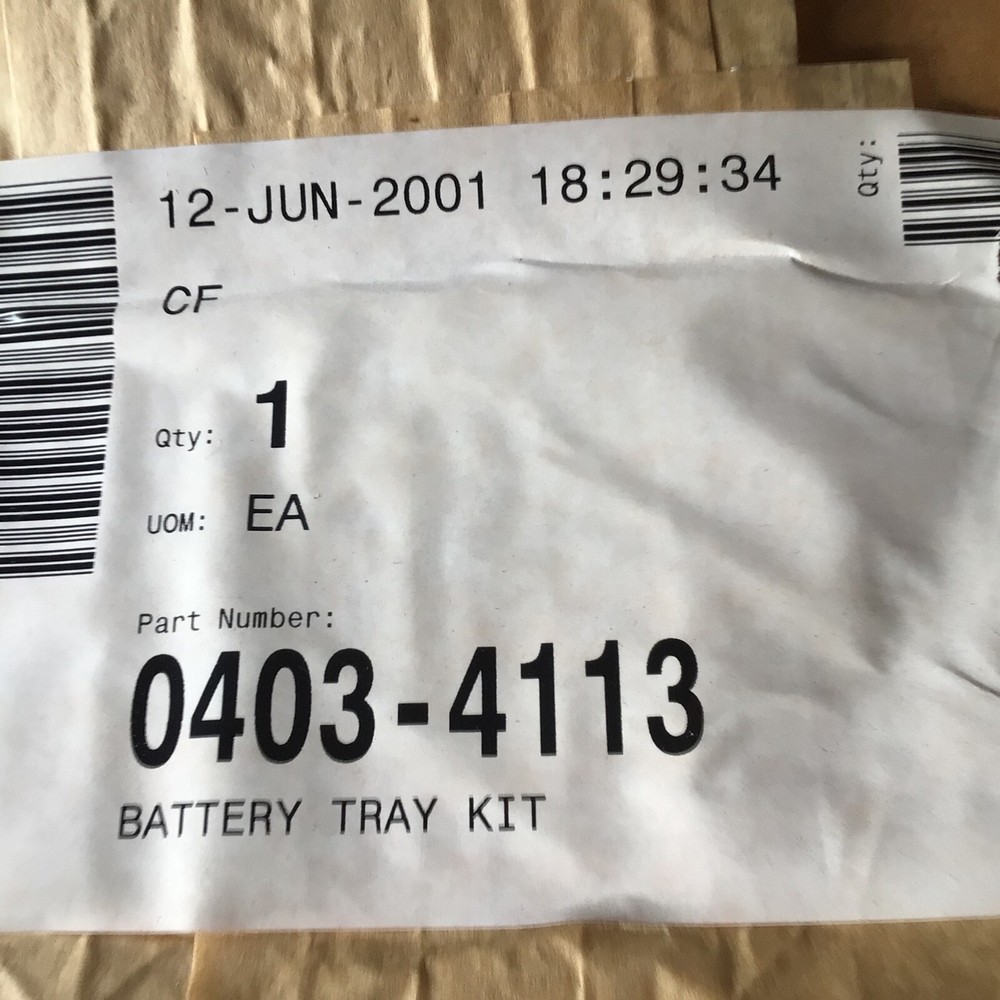 12-JUN-2001 18:29:34
Qty:
CF
Qty: 1
UOM: EA
Part Number:
0403-4113
BATTERY TRAY KIT